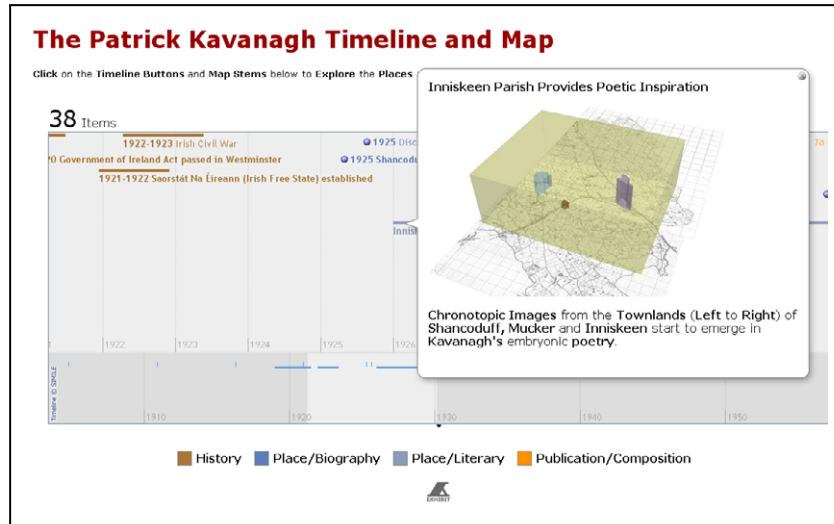 The Patrick Kavanagh Timeline and Map
Click on the Timeline Buttons and Map Stems below to Explore the Places
38 Items
1922-1923 Irish Civil War
1925 Disc
To
0 Government of Ireland Act passed in Westminster
1925 Shancodu
1921-1922 Saorstát Na Éireann (Irish Free State) established
Innisk
Inniskeen Parish Provides Poetic Inspiration
Chronotopic Images from the Townlands (Left to Right) of
Shancoduff, Mucker and Inniskeen start to emerge in
Kavanagh's embryonic poetry.
1922 1923 1924 1925 1926
Timeline © SIMILE
1910 1920 1930 1940 1950
History Place/Biography Place/Literary Publication/Composition
EXHIBIT